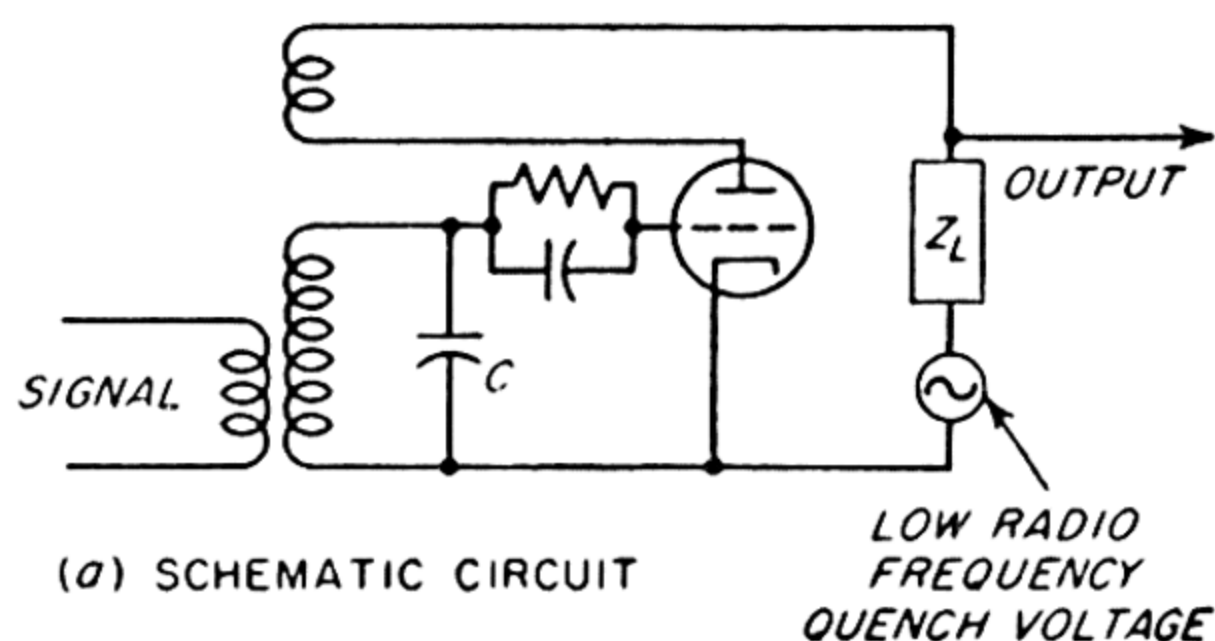 OUTPUT
Z_L
SIGNAL
C
LOW RADIO
FREQUENCY
QUENCH VOLTAGE
(a) SCHEMATIC CIRCUIT